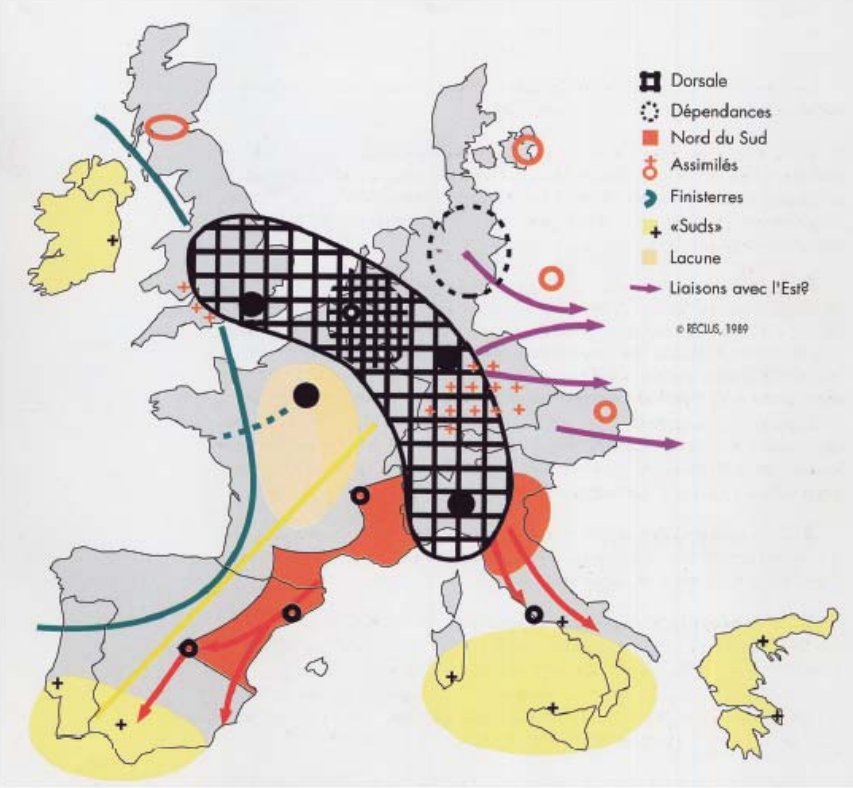 Dorsale
Dépendances
Nord du Sud
Assimilés
Finisterres
«Suds»
Lacune
Liaisons avec l'Est?
© RECLUS, 1989